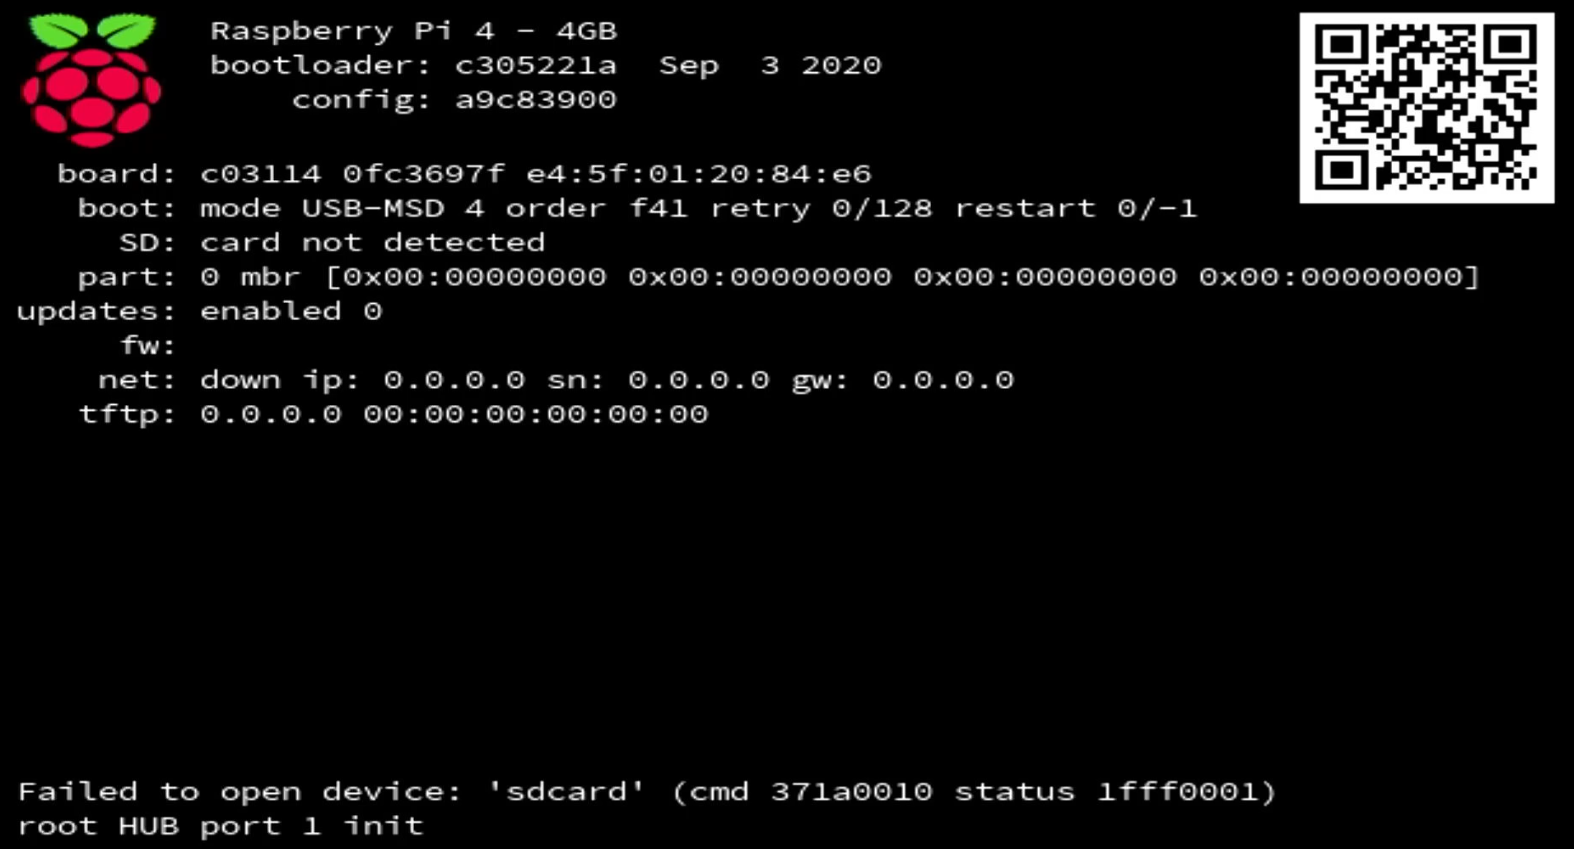 Raspberry Pi 4 - 4GB
bootloader: c305221a Sep 3 2020
config: a9c83900
board: c03114 0fc3697f e4:5f:01:20:84:e6
boot: mode USB-MSD 4 order f41 retry 0/128 restart 0/-1
SD: card not detected
part: 0 mbr [0x00:00000000 0x00:00000000 0x00:00000000 0x00:00000000]
updates: enabled 0
fw:
net: down ip: 0.0.0.0 sn: 0.0.0.0 gw: 0.0.0.0
tftp: 0.0.0.0 00:00:00:00:00:00
Failed to open device: 'sdcard' (cmd 371a0010 status 1fff0001)
root HUB port 1 init